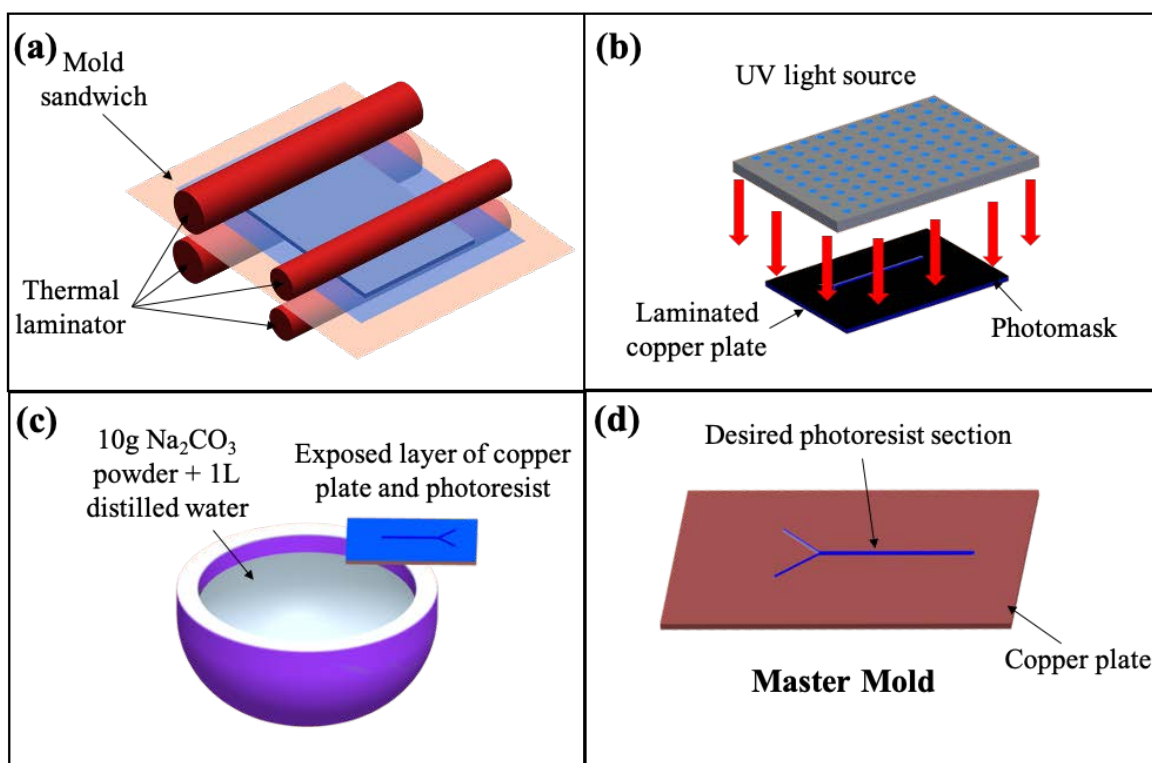 (a)
Mold
sandwich
Thermal
laminator
(b)
UV light source
Laminated
copper plate
Photomask
(c)
10g Na₂CO₃
powder + 1L
distilled water
Exposed layer of copper
plate and photoresist
(d)
Desired photoresist section
Copper plate
Master Mold